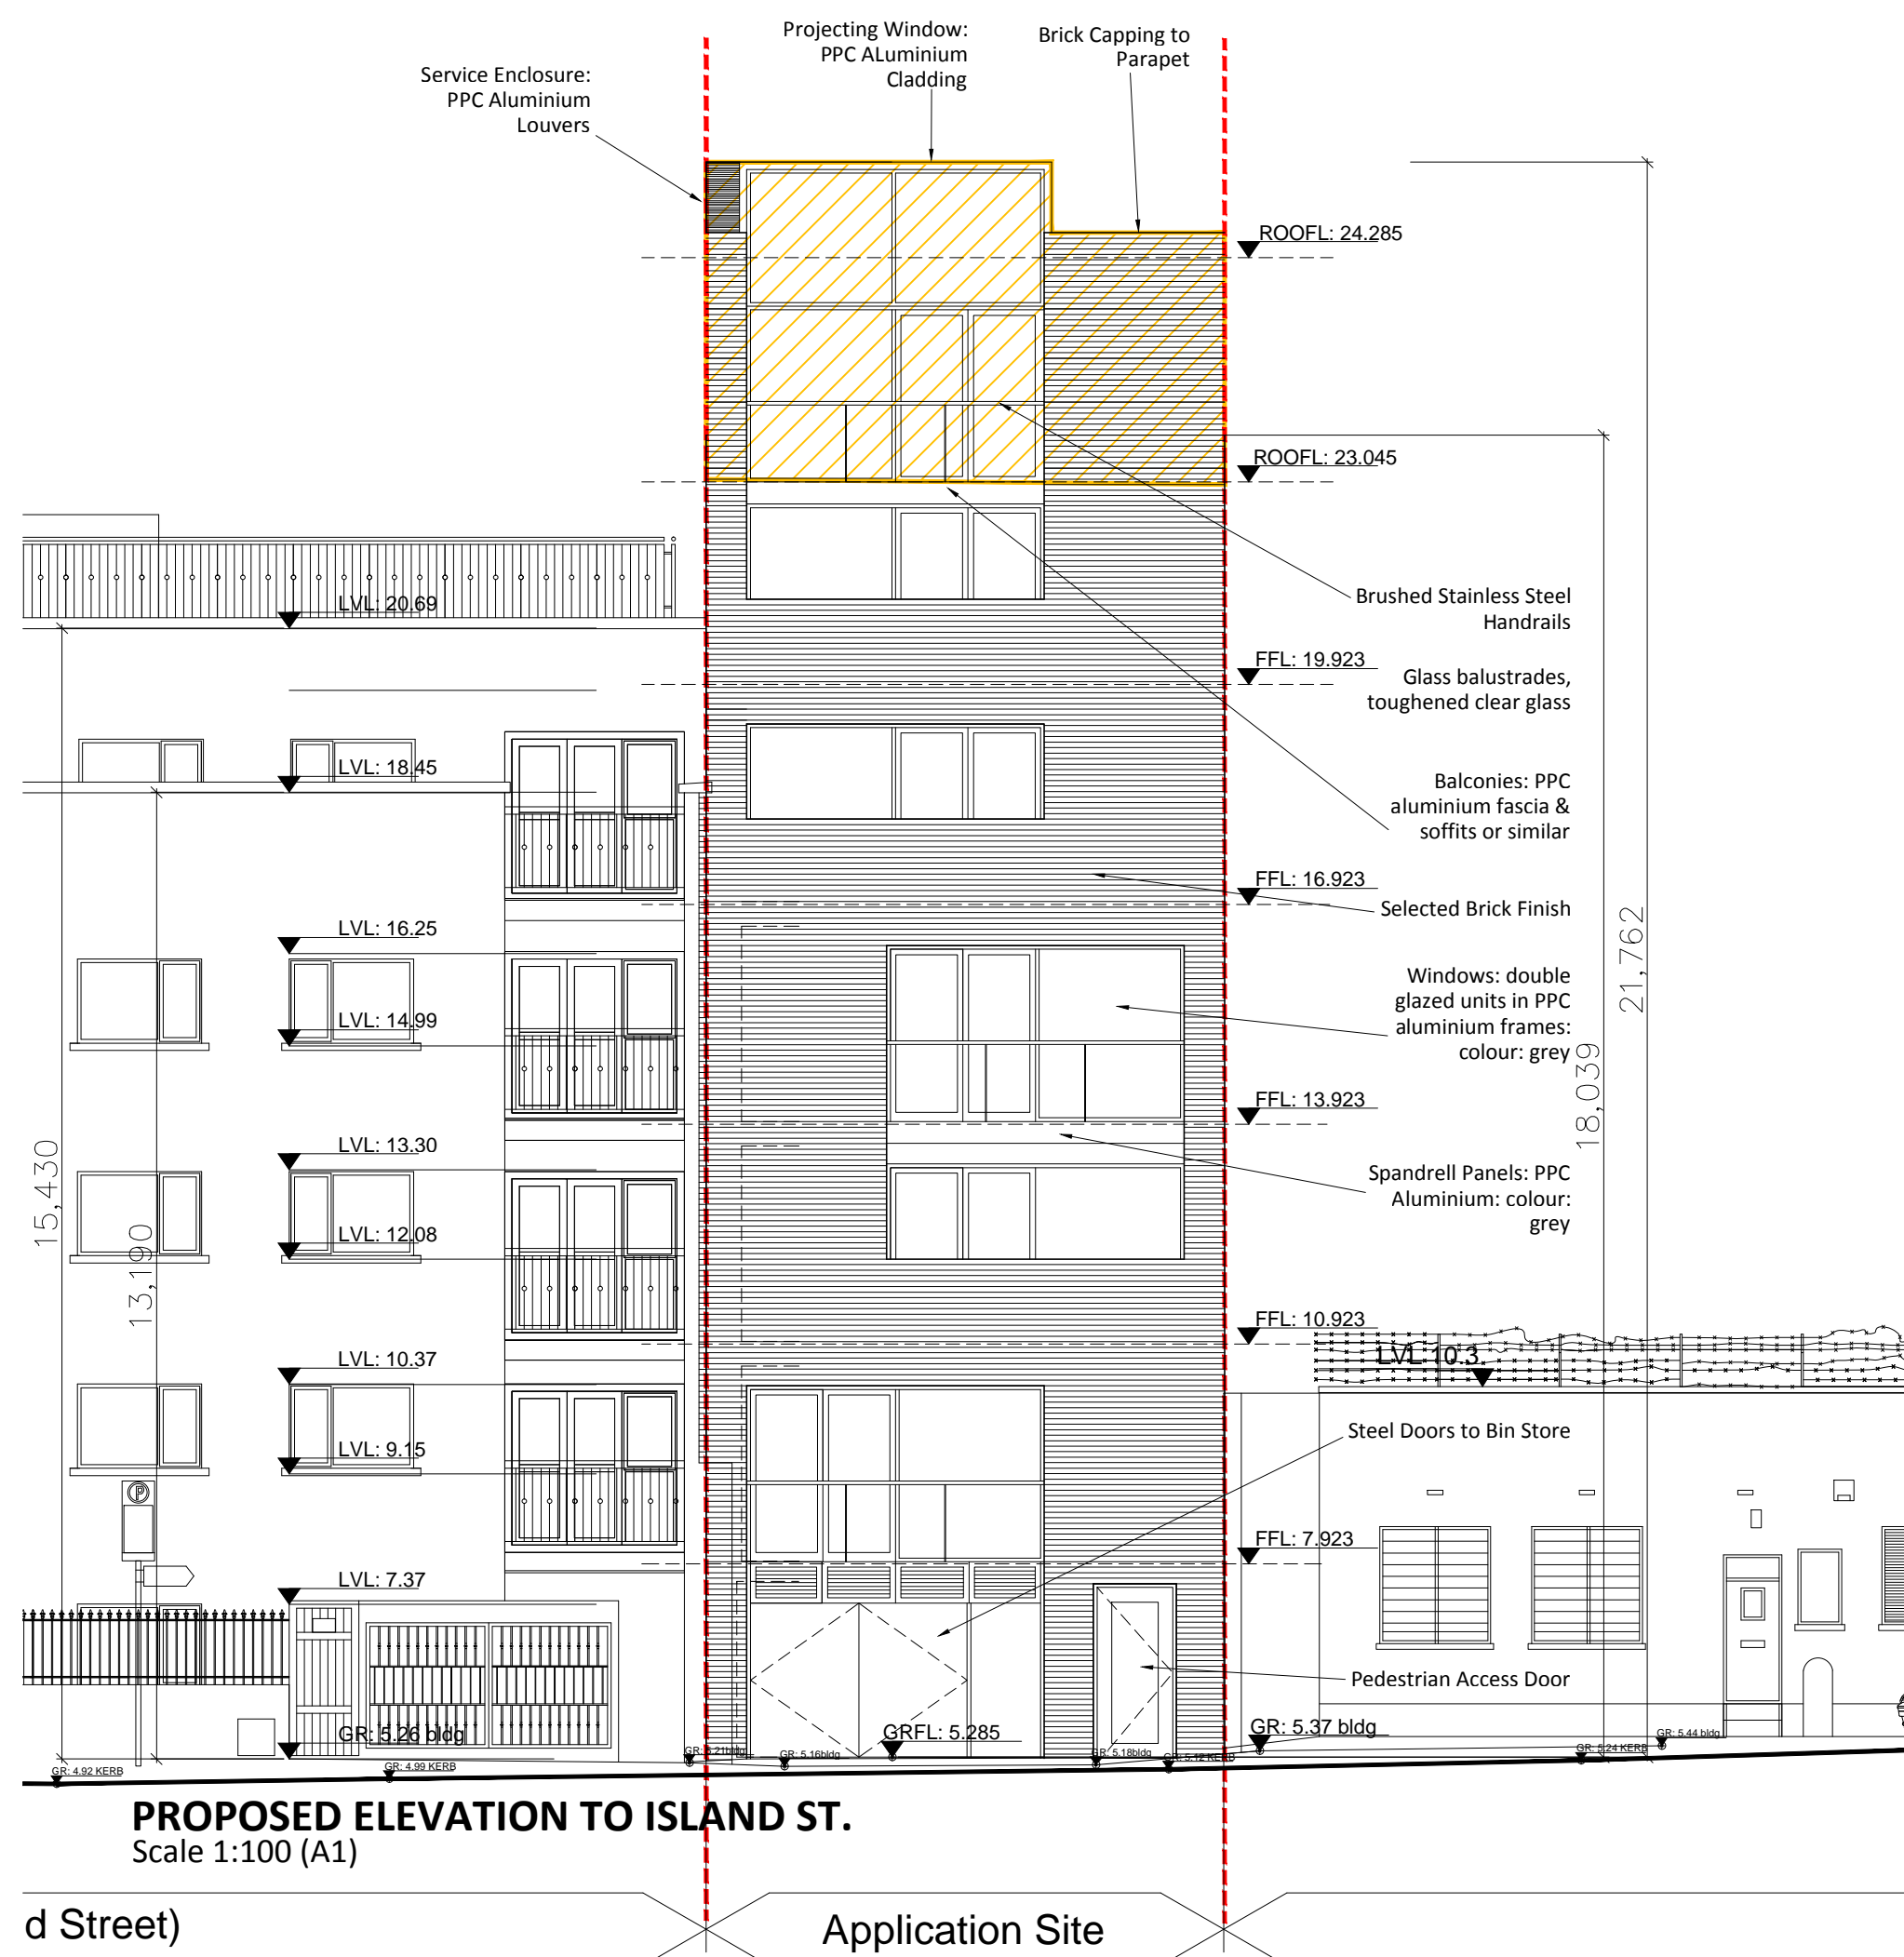 Projecting Window:
PPC ALuminium
Cladding
Brick Capping to
Parapet
Service Enclosure:
PPC Aluminium
Louvers
ROOFL: 24.285
ROOFL: 23.045
Brushed Stainless Steel
Handrails
LVL: 20.69
FFL: 19.923
Glass balustrades,
toughened clear glass
LVL: 18.45
Balconies: PPC
aluminium fascia &
soffits or similar
FFL: 16.923
Selected Brick Finish
LVL: 16.25
21,762
Windows: double
glazed units in PPC
aluminium frames:
colour: grey
LVL: 14.99
18,039
FFL: 13.923
LVL: 13.30
15,430
Spandrell Panels: PPC
Aluminium: colour:
grey
LVL: 12.08
13,190
FFL: 10.923
LVL 10.3
LVL: 10.37
Steel Doors to Bin Store
LVL: 9.15
P
FFL: 7.923
LVL: 7.37
Pedestrian Access Door
GR: 5.26 bldg
GRFL: 5.285
GR: 5.37 bldg
GR: 5.44 bldg
GR: 5.21bldg
GR: 5.16bldg
GR: 5.18bldg
GR: 5.12 KERB
GR: 5.24 KERB
GR: 4.92 KERB
GR: 4.99 KERB
PROPOSED ELEVATION TO ISLAND ST.
Scale 1:100 (A1)
d Street)
Application Site